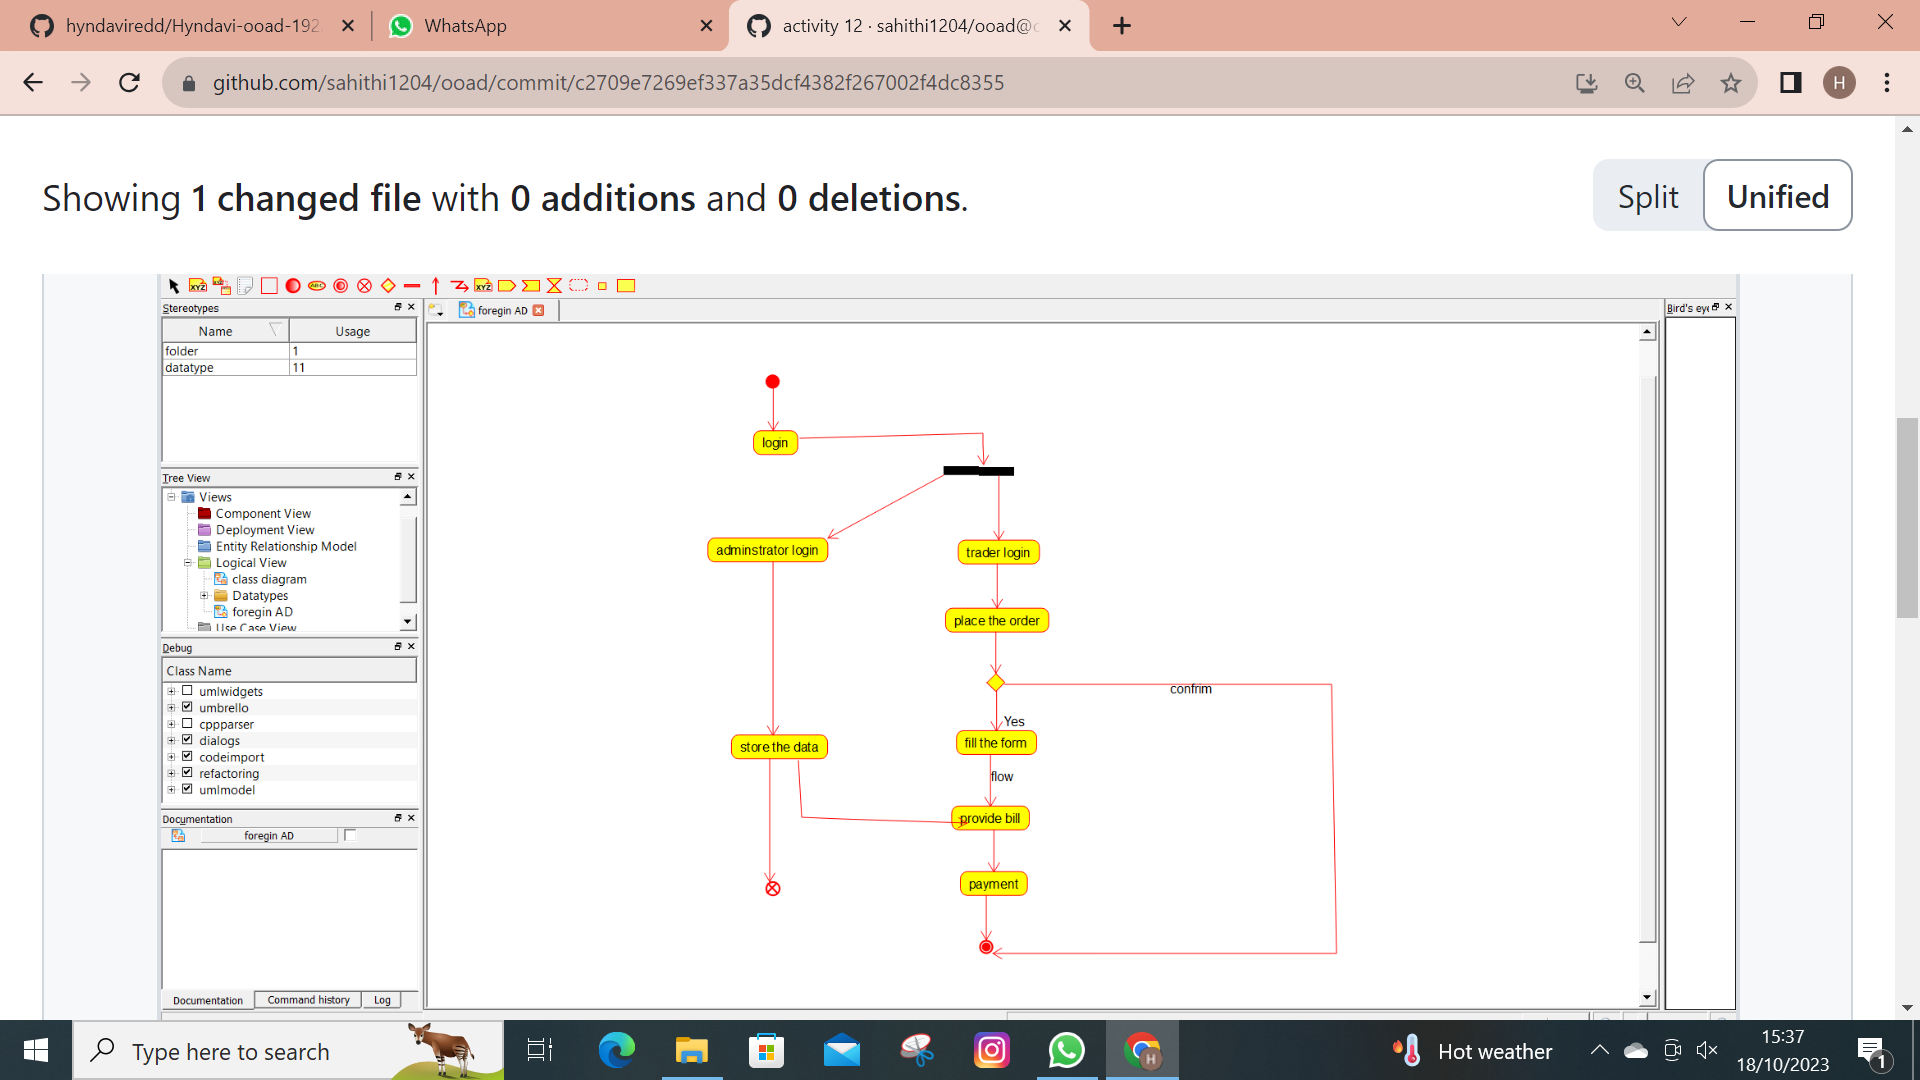 hyndaviredd/Hyndavi-ooad-192
WhatsApp
activity 12 · sahithi1204/ooad@c
github.com/sahithi1204/ooad/commit/c2709e7269ef337a35dcf4382f267002f4dc8355
H
Showing 1 changed file with 0 additions and 0 deletions.
Split
Unified
XYZ
ABC
XYZ
Stereotypes
Name Usage
folder 1
datatype 11
foregin AD
Bird's ey
Tree View
Views
Component View
Deployment View
Entity Relationship Model
Logical View
class diagram
Datatypes
foregin AD
Use Case View
Debug
Class Name
umlwidgets
umbrello
cppparser
dialogs
codeimport
refactoring
umlmodel
Documentation
foregin AD
Documentation Command history Log
login
adminstrator login
trader login
place the order
confrim
Yes
store the data
fill the form
flow
provide bill
payment
Type here to search
H
Hot weather
15:37
18/10/2023
1